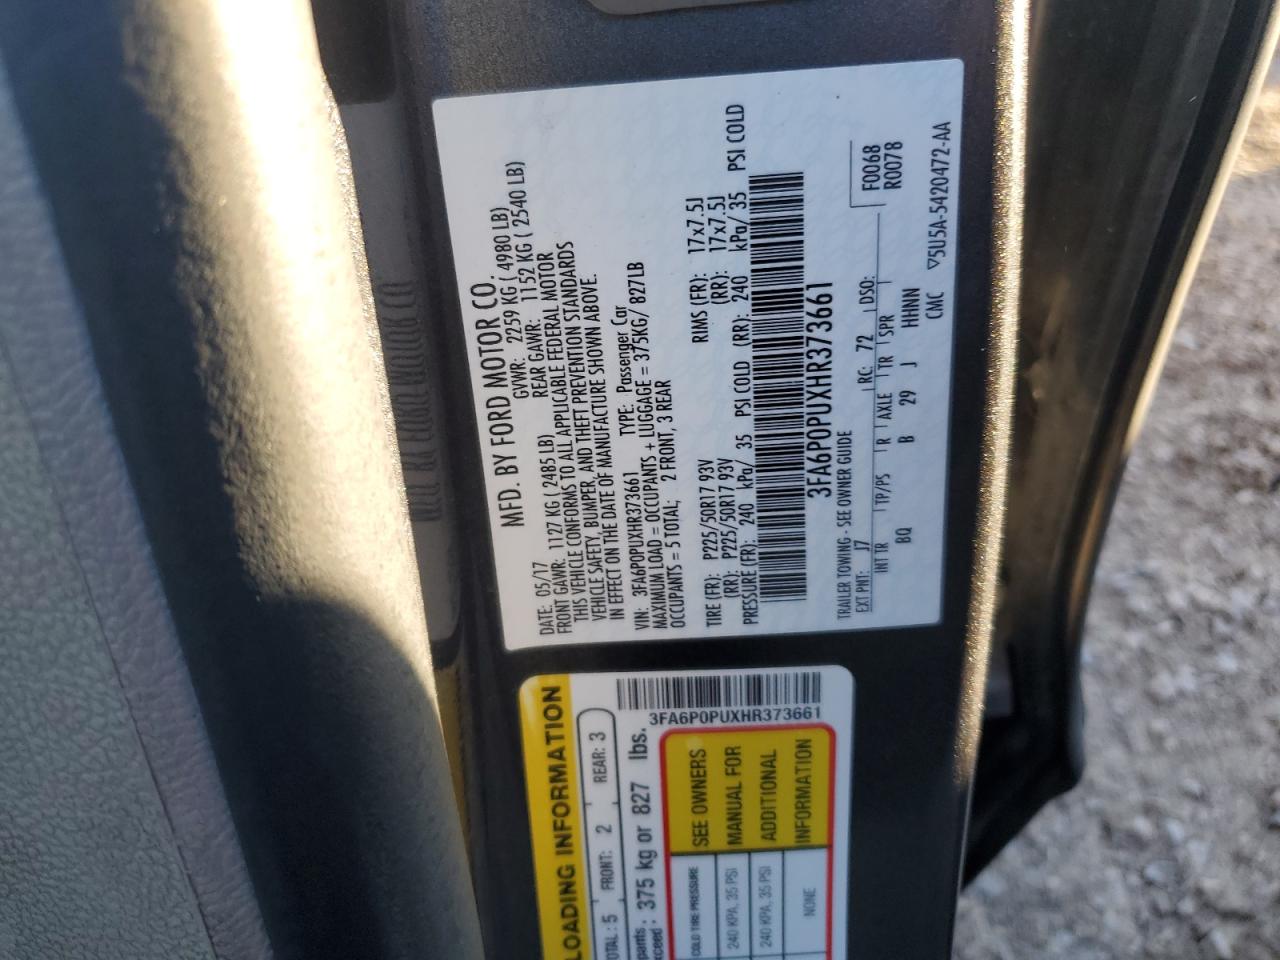 MFD. BY FORD MOTOR CO.
DATE: 05/17 GVWR: 2259 KG ( 4980 LB)
FRONT GAWR: 1127 KG ( 2485 LB) REAR GAWR: 1152 KG ( 2540 LB)
THIS VEHICLE CONFORMS TO ALL APPLICABLE FEDERAL MOTOR
VEHICLE SAFETY, BUMPER, AND THEFT PREVENTION STANDARDS
IN EFFECT ON THE DATE OF MANUFACTURE SHOWN ABOVE.
VIN: 3FA6P0PUXHR373661 TYPE: Passenger Car
MAXIMUM LOAD = OCCUPANTS + LUGGAGE = 375KG/ 827LB
OCCUPANTS = 5 TOTAL; 2 FRONT, 3 REAR
TIRE (FR): P225/50R17 93V RIMS (FR): 17x7.5J
(RR): P225/50R17 93V (RR): 17x7.5J
PRESSURE (FR): 240 kPa/ 35 PSI COLD (RR): 240 kPa/ 35 PSI COLD
3FA6P0PUXHR373661
TRAILER TOWING - SEE OWNER GUIDE F0068
EXT PNT: J7 RC: 72 DSO: R0078
INT TR TP/PS R AXLE TR SPR
BQ B 29 J HHNN
CMC ▽5U5A-5420472-AA
LOADING INFORMATION
OTAL: 5 FRONT: 2 REAR: 3
pants
xceed : 375 kg or 827 lbs.
3FA6P0PUXHR373661
COLD TIRE PRESSURE
240 KPA, 35 PSI
240 KPA, 35 PSI
NONE
SEE OWNERS
MANUAL FOR
ADDITIONAL
INFORMATION